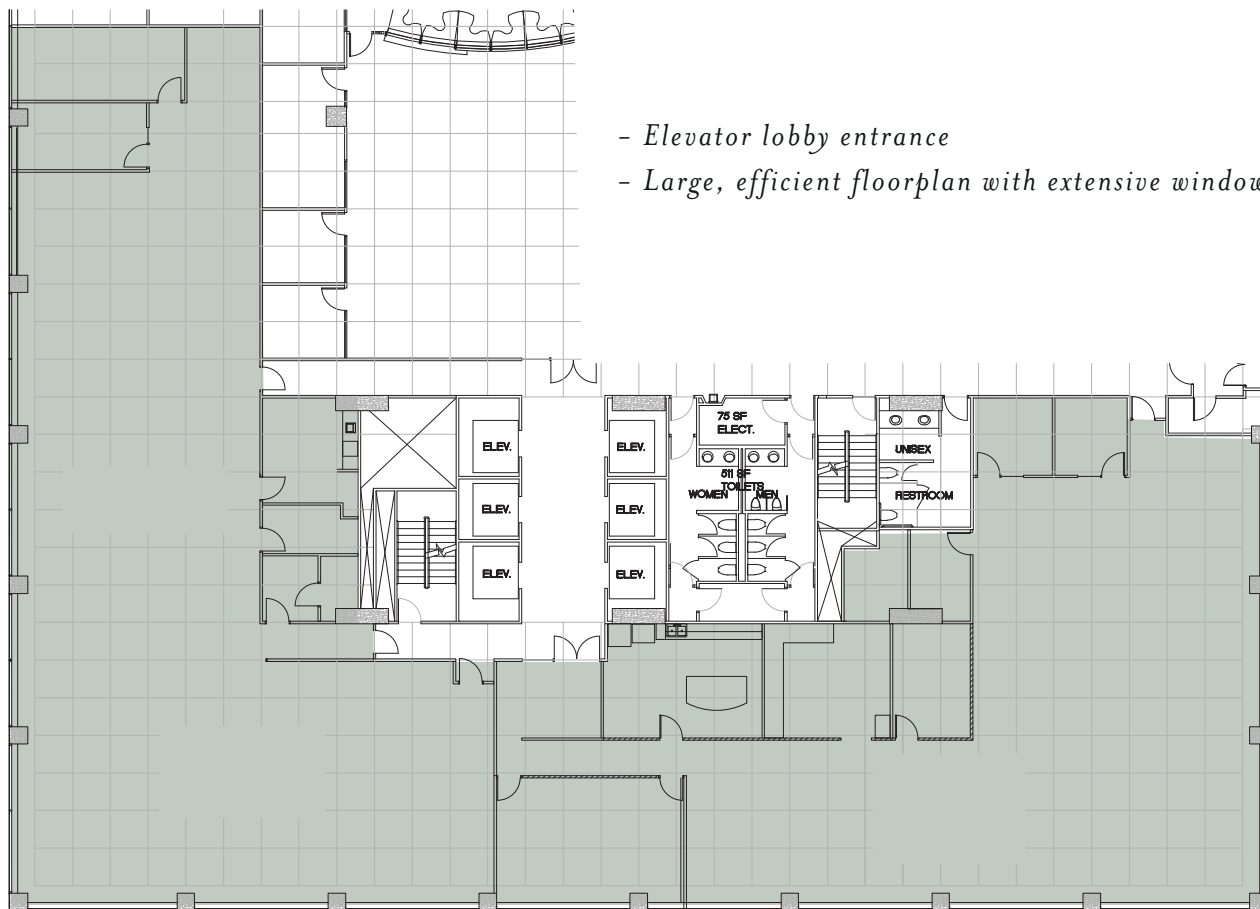 – Elevator lobby entrance
– Large, efficient floorplan with extensive window
75 SF
ELECT.
ELEV.
ELEV.
UNISEX
511 SF
TOILETS
WOMEN
MEN
RESTROOM
ELEV.
ELEV.
ELEV.
ELEV.